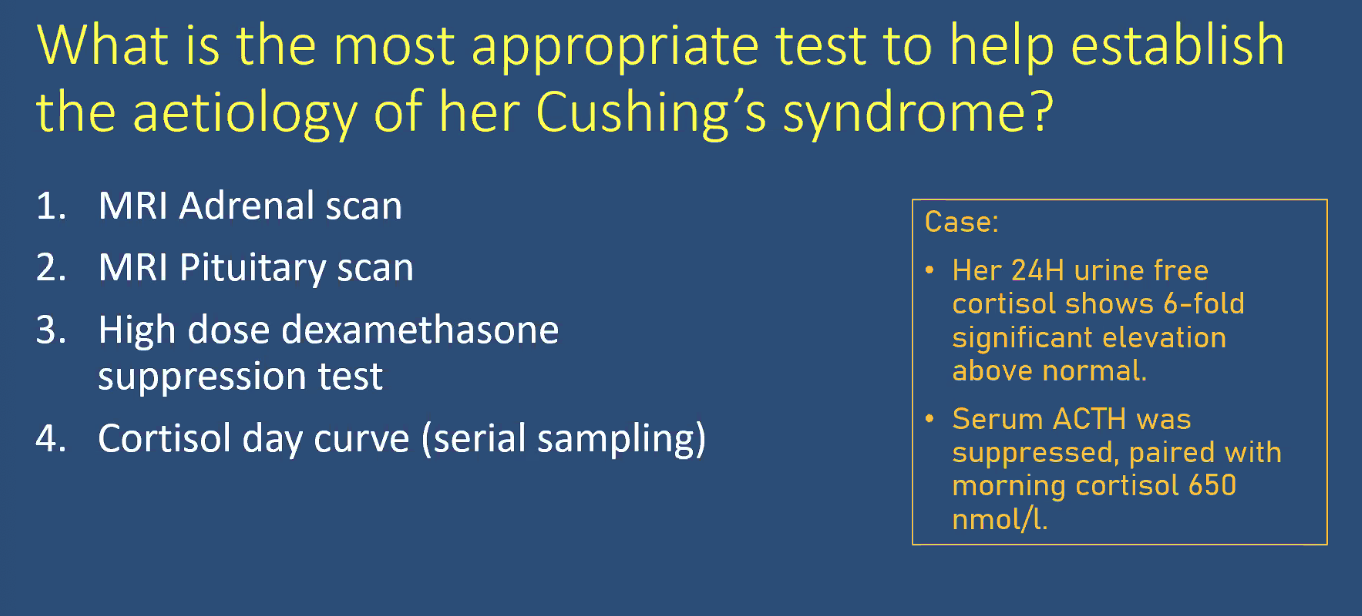 What is the most appropriate test to help establish
the aetiology of her Cushing's syndrome?
1. MRI Adrenal scan
2. MRI Pituitary scan
3. High dose dexamethasone
suppression test
4. Cortisol day curve (serial sampling)
Case:
• Her 24H urine free
cortisol shows 6-fold
significant elevation
above normal.
• Serum ACTH was
suppressed, paired with
morning cortisol 650
nmol/l.